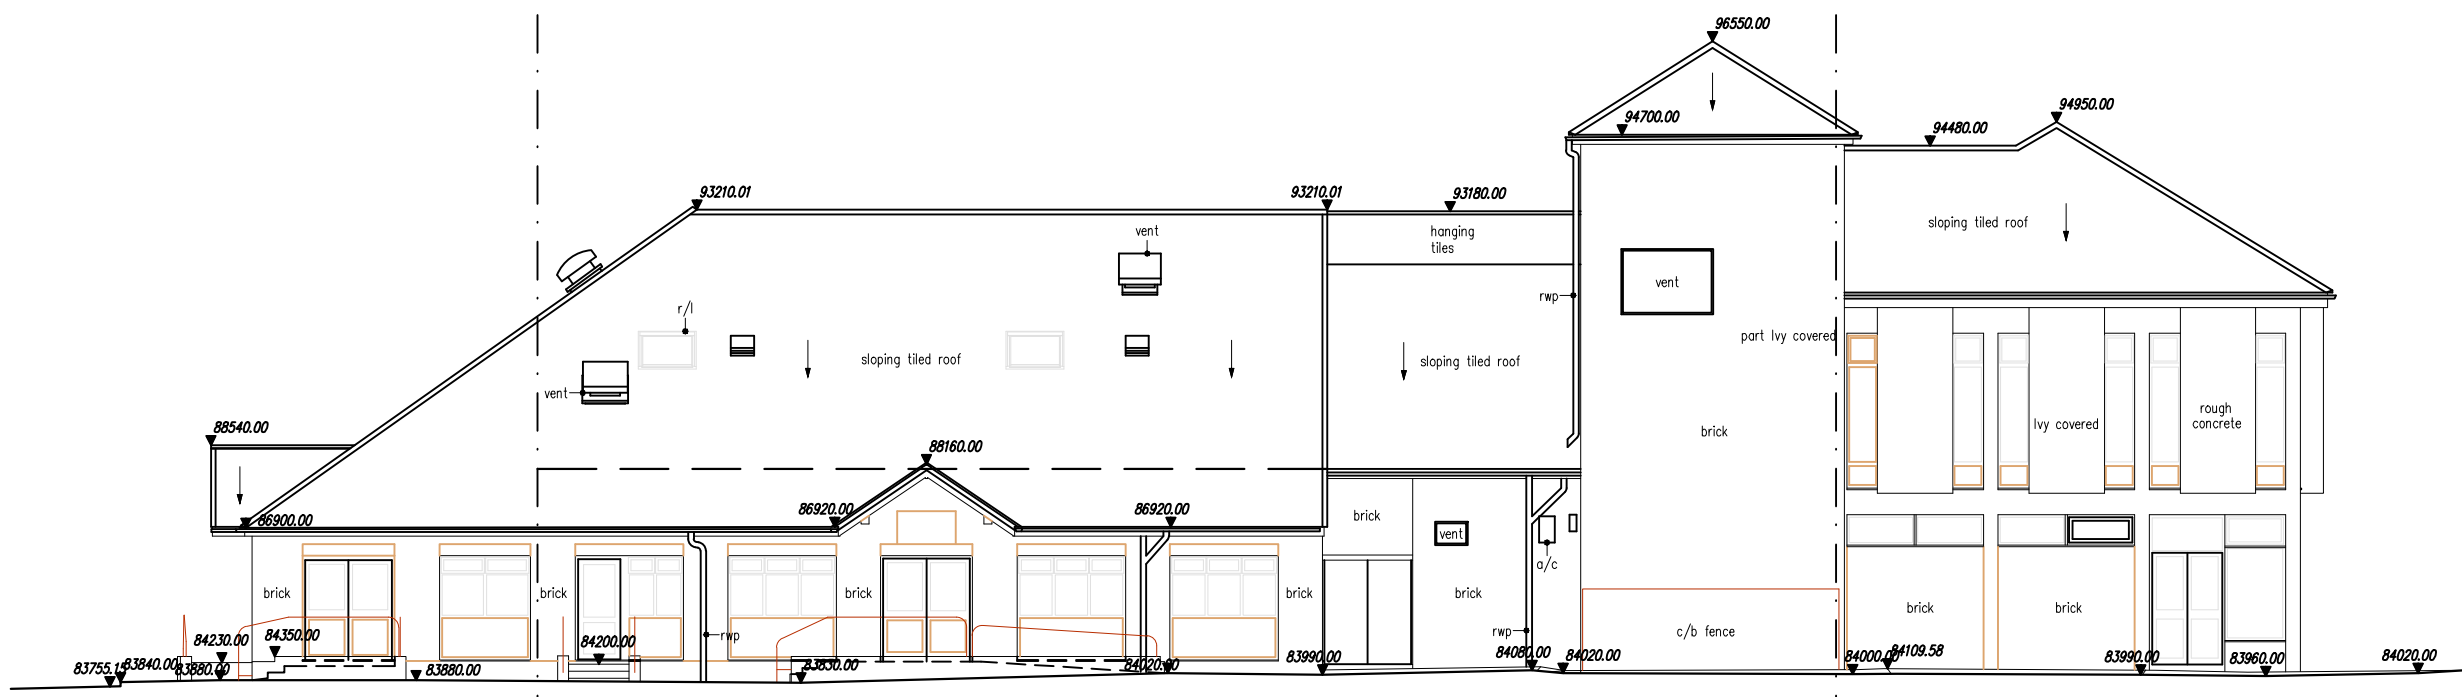 96550.00
94700.00
94950.00
94480.00
93210.01
93210.01
93180.00
vent
hanging
tiles
sloping tiled roof
vent
rwp
r/l
part Ivy covered
sloping tiled roof
sloping tiled roof
vent
rough
concrete
Ivy covered
brick
88540.00
88160.00
86900.00
86920.00
86920.00
brick
vent
a/c
brick
brick
brick
brick
brick
brick
brick
c/b fence
rwp
rwp
84230.00
84350.00
84200.00
83755.15
83840.00
83880.00
83880.00
83830.00
84020.00
83990.00
84080.00
84020.00
84000.00
84109.58
83990.00
83960.00
84020.00